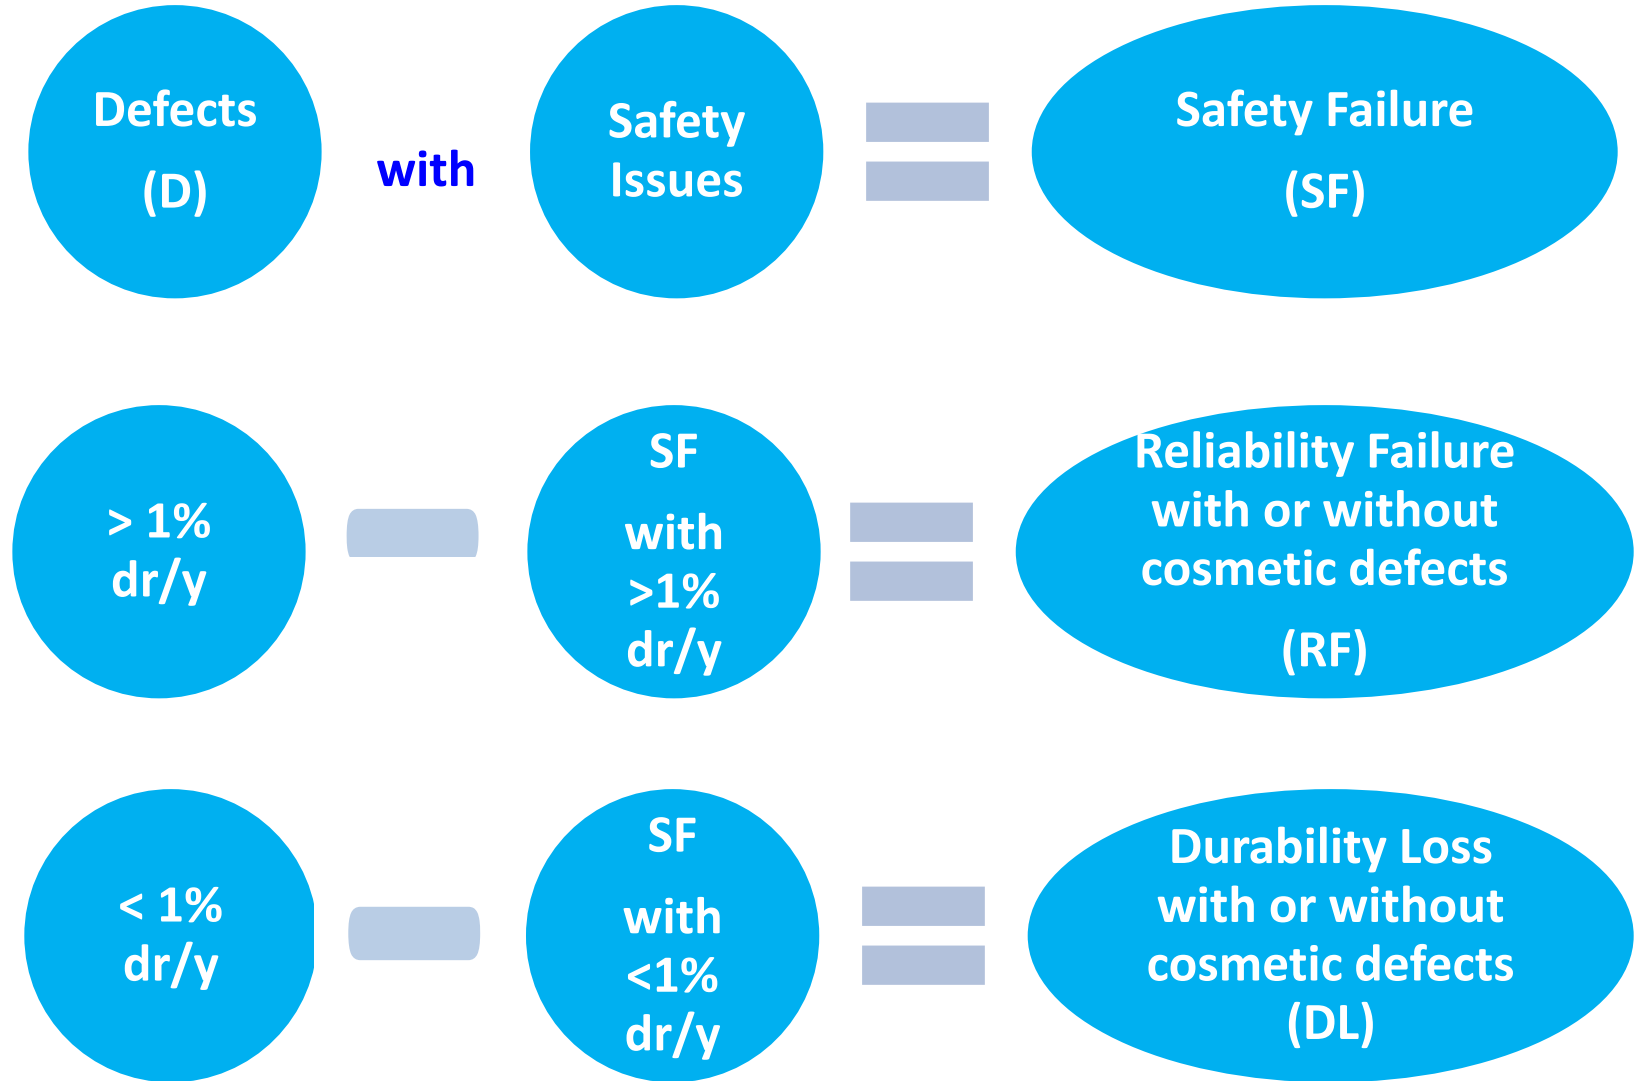 Defects
(D)
with
Safety
Issues
Safety Failure
(SF)
> 1%
dr/y
SF
with
>1%
dr/y
Reliability Failure
with or without
cosmetic defects
(RF)
< 1%
dr/y
SF
with
<1%
dr/y
Durability Loss
with or without
cosmetic defects
(DL)